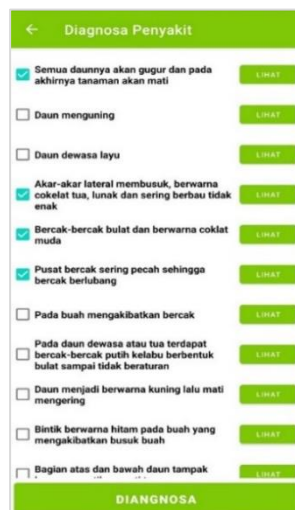 Diagnosa Penyakit
Semua daunnya akan gugur dan pada
akhirnya tanaman akan mati
LIHAT
Daun menguning
LIHAT
Daun dewasa layu
LIHAT
Akar-akar lateral membusuk, berwarna
cokelat tua, lunak dan sering berbau tidak
enak
LIHAT
Bercak-bercak bulat dan berwarna coklat
muda
LIHAT
Pusat bercak sering pecah sehingga
bercak berlubang
LIHAT
Pada buah mengakibatkan bercak
LIHAT
Pada daun dewasa atau tua terdapat
bercak-bercak putih kelabu berbentuk
bulat sampai tidak beraturan
LIHAT
Daun menjadi berwarna kuning lalu mati
mengering
LIHAT
Bintik berwarna hitam pada buah yang
mengakibatkan busuk buah
LIHAT
Bagian atas dan bawah daun tampak
LIHAT
DIANGNOSA